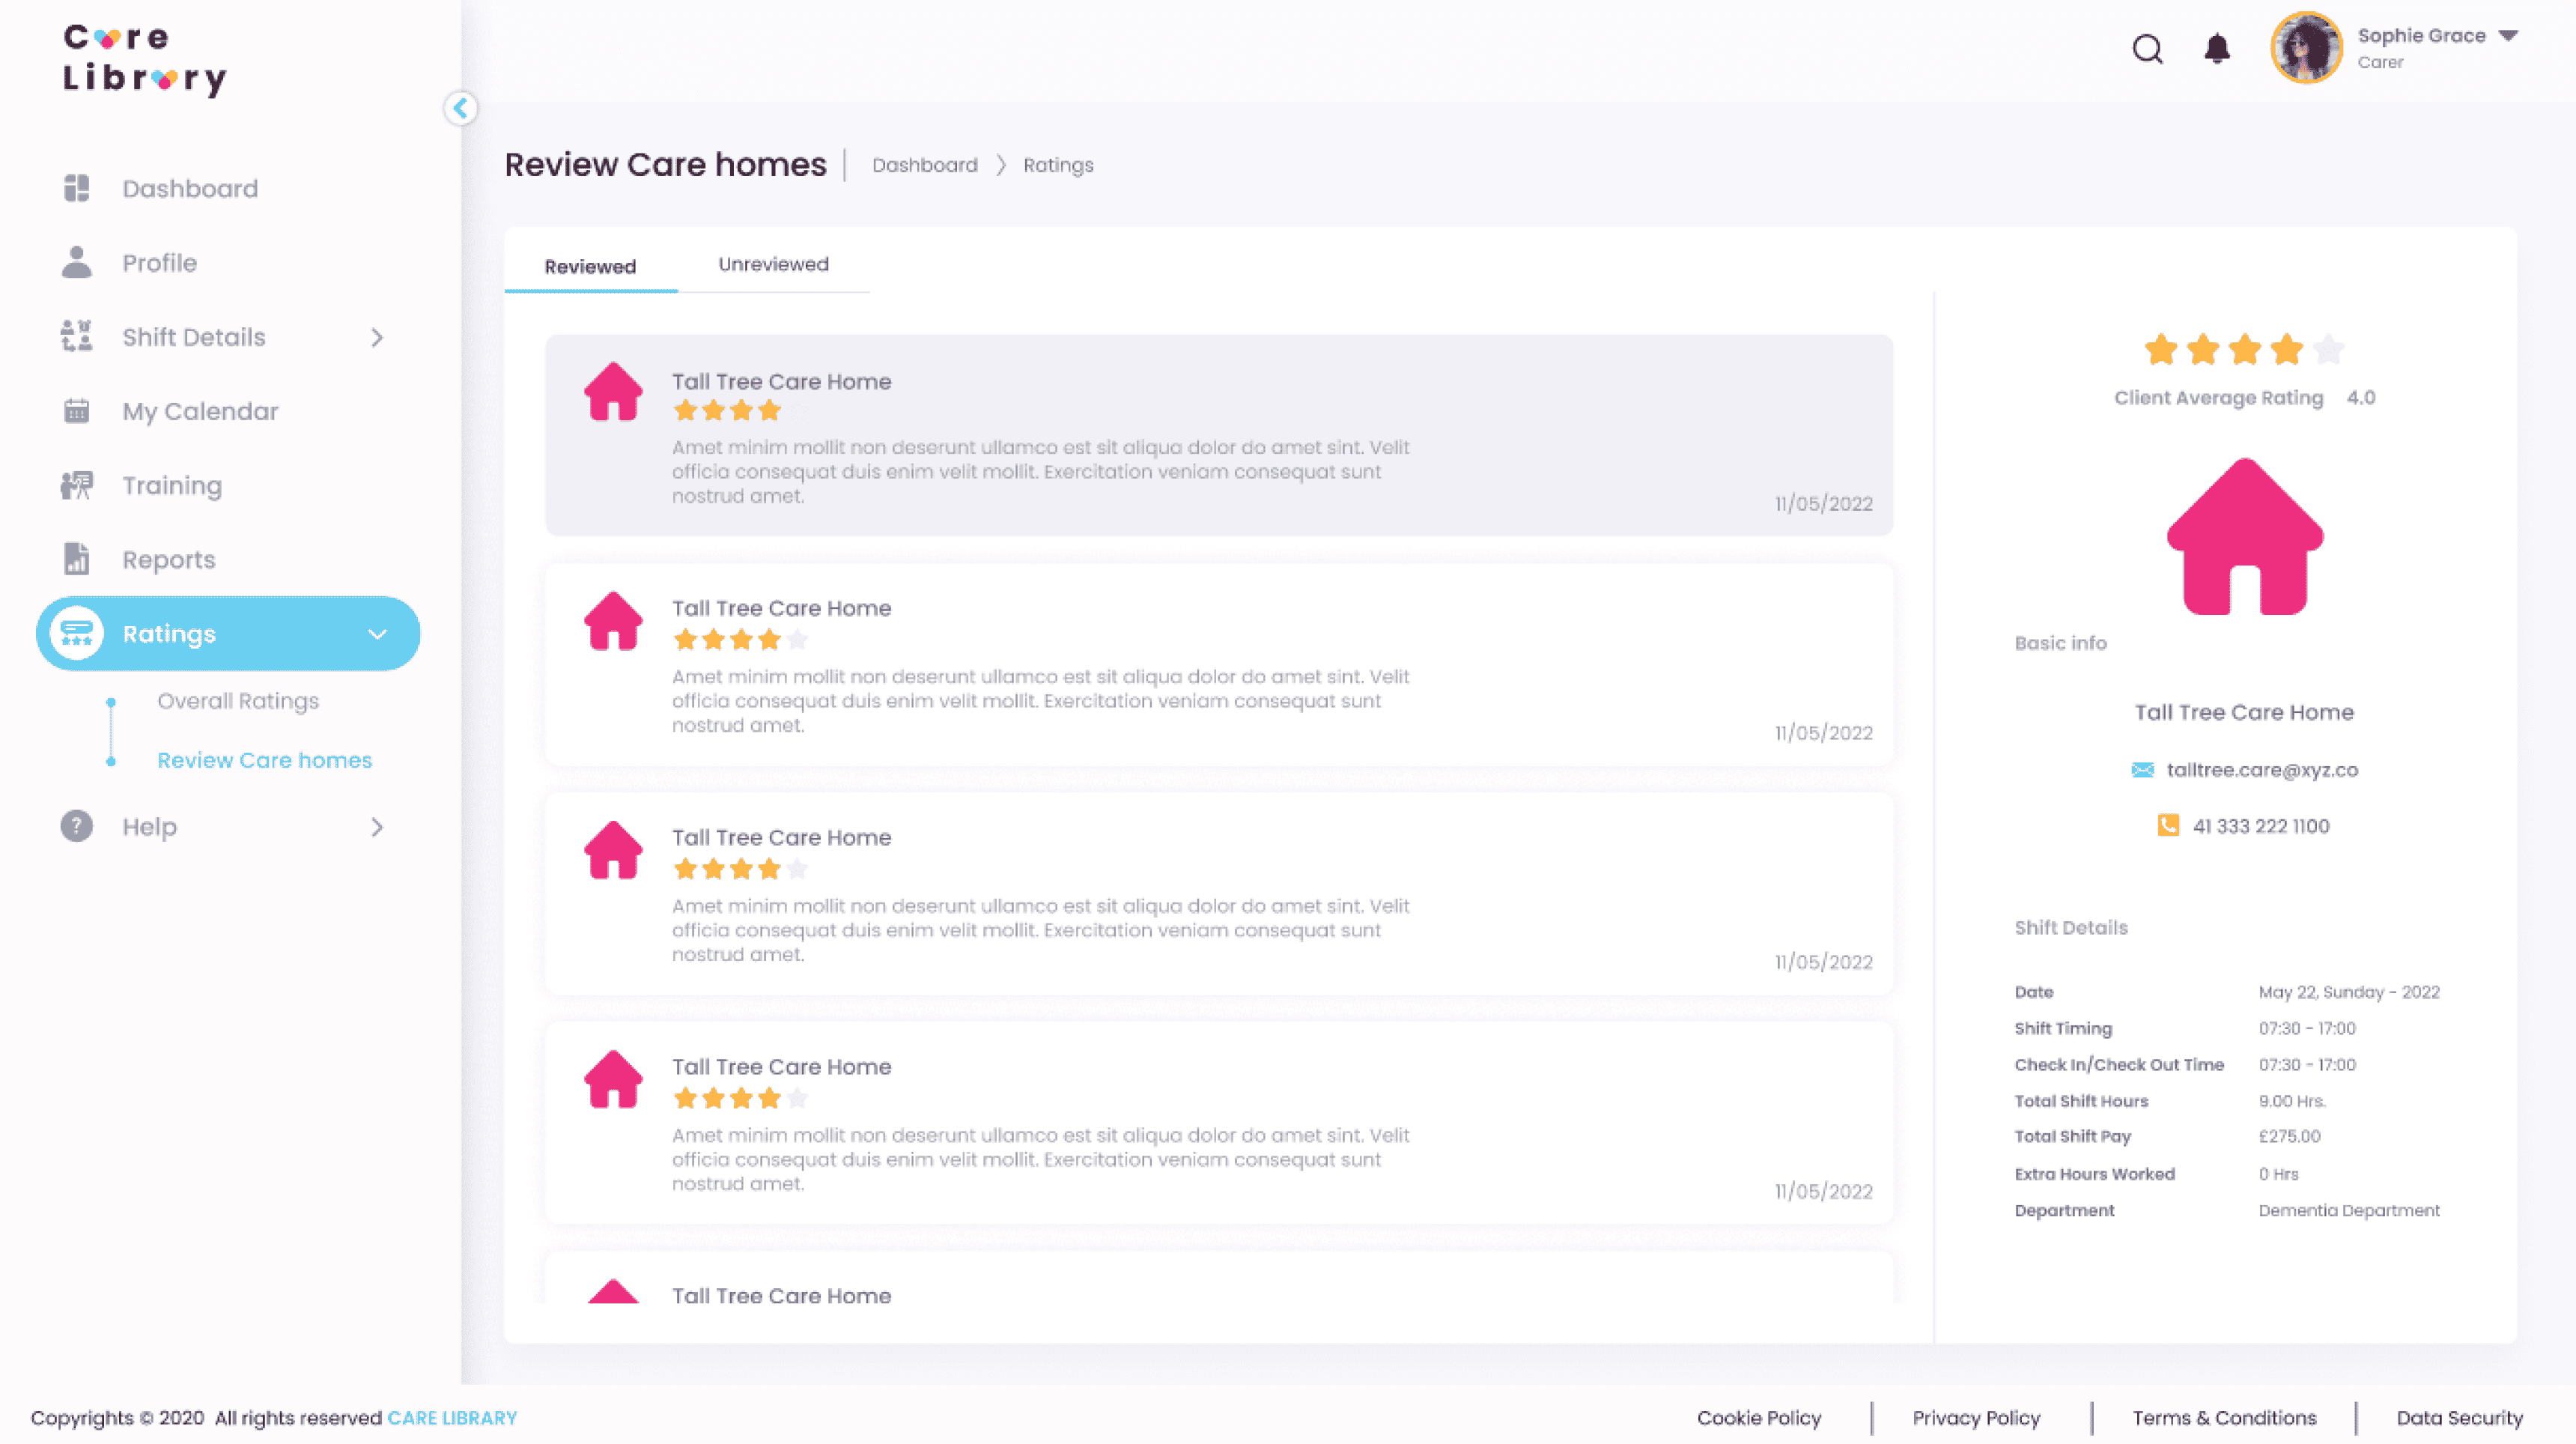 Care
Library
Sophie Grace
Carer
Dashboard
Profile
Shift Details
My Calendar
Training
Reports
Ratings
Overall Ratings
Review Care homes
Help
Review Care homes
Dashboard > Ratings
Reviewed Unreviewed
Tall Tree Care Home
Amet minim mollit non deserunt ullamco est sit aliqua dolor do amet sint. Velit
officia consequat duis enim velit mollit. Exercitation veniam consequat sunt
nostrud amet.
11/05/2022
Tall Tree Care Home
Amet minim mollit non deserunt ullamco est sit aliqua dolor do amet sint. Velit
officia consequat duis enim velit mollit. Exercitation veniam consequat sunt
nostrud amet.
11/05/2022
Tall Tree Care Home
Amet minim mollit non deserunt ullamco est sit aliqua dolor do amet sint. Velit
officia consequat duis enim velit mollit. Exercitation veniam consequat sunt
nostrud amet.
11/05/2022
Tall Tree Care Home
Amet minim mollit non deserunt ullamco est sit aliqua dolor do amet sint. Velit
officia consequat duis enim velit mollit. Exercitation veniam consequat sunt
nostrud amet.
11/05/2022
Tall Tree Care Home
Client Average Rating 4.0
Basic info
Tall Tree Care Home
talltree.care@xyz.co
41 333 222 1100
Shift Details
Date May 22, Sunday - 2022
Shift Timing 07:30 - 17:00
Check In/Check Out Time 07:30 - 17:00
Total Shift Hours 9.00 Hrs.
Total Shift Pay £275.00
Extra Hours Worked 0 Hrs
Department Dementia Department
Copyrights © 2020 All rights reserved CARE LIBRARY
Cookie Policy | Privacy Policy | Terms & Conditions | Data Security